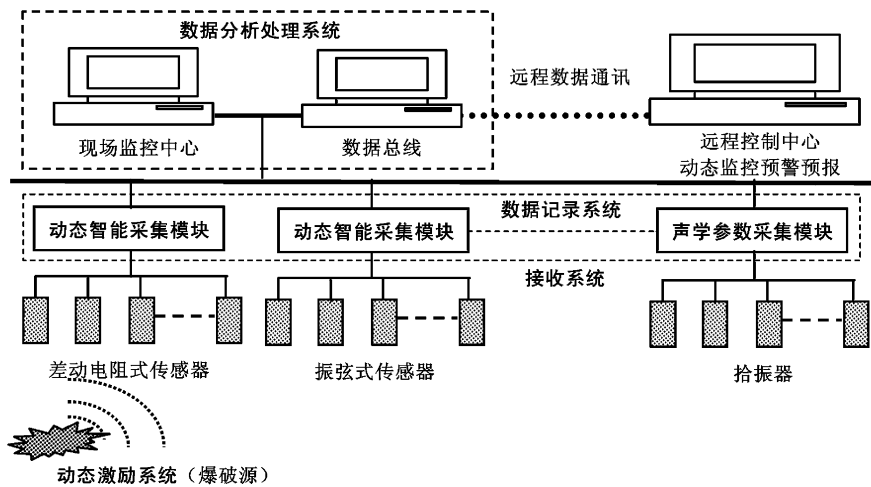 数据分析处理系统
远程数据通讯
现场监控中心
数据总线
远程控制中心
动态监控预警预报
数据记录系统
动态智能采集模块
动态智能采集模块
声学参数采集模块
接收系统
差动电阻式传感器
振弦式传感器
拾振器
动态激励系统（爆破源）